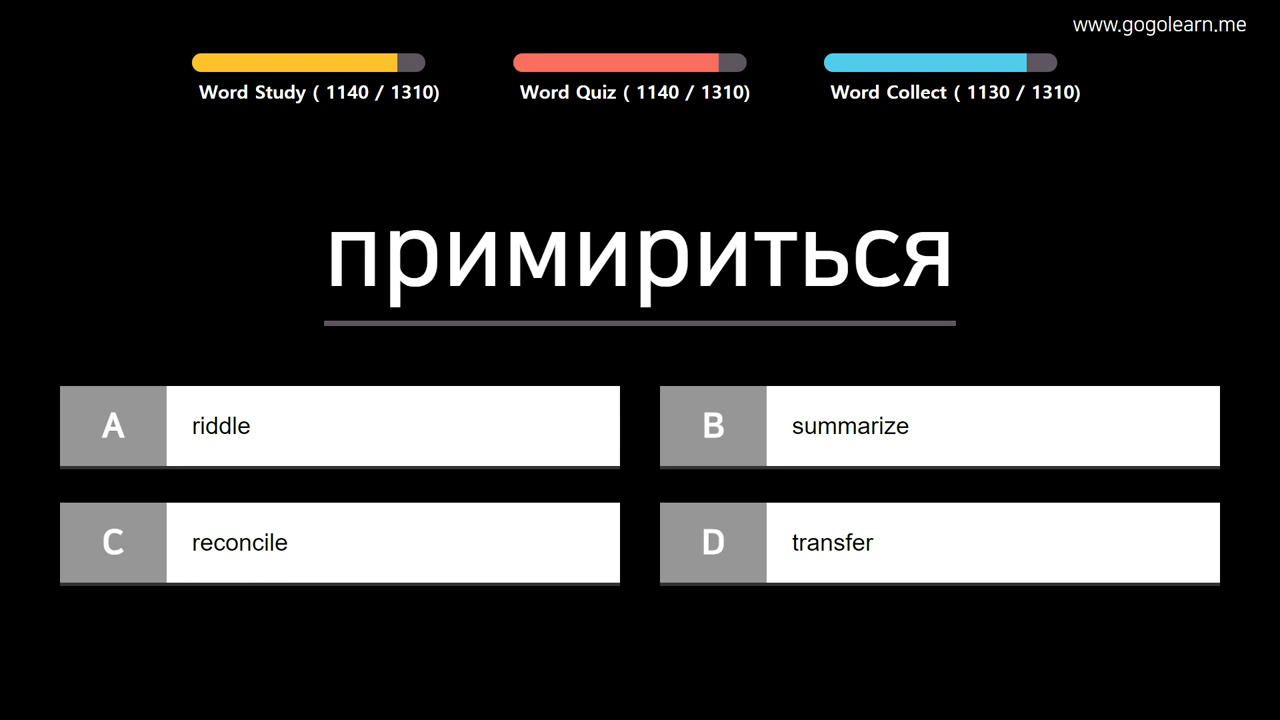 www.gogolearn.me
Word Study ( 1140 / 1310)
Word Quiz ( 1140 / 1310)
Word Collect ( 1130 / 1310)
примириться
A riddle
B summarize
C reconcile
D transfer